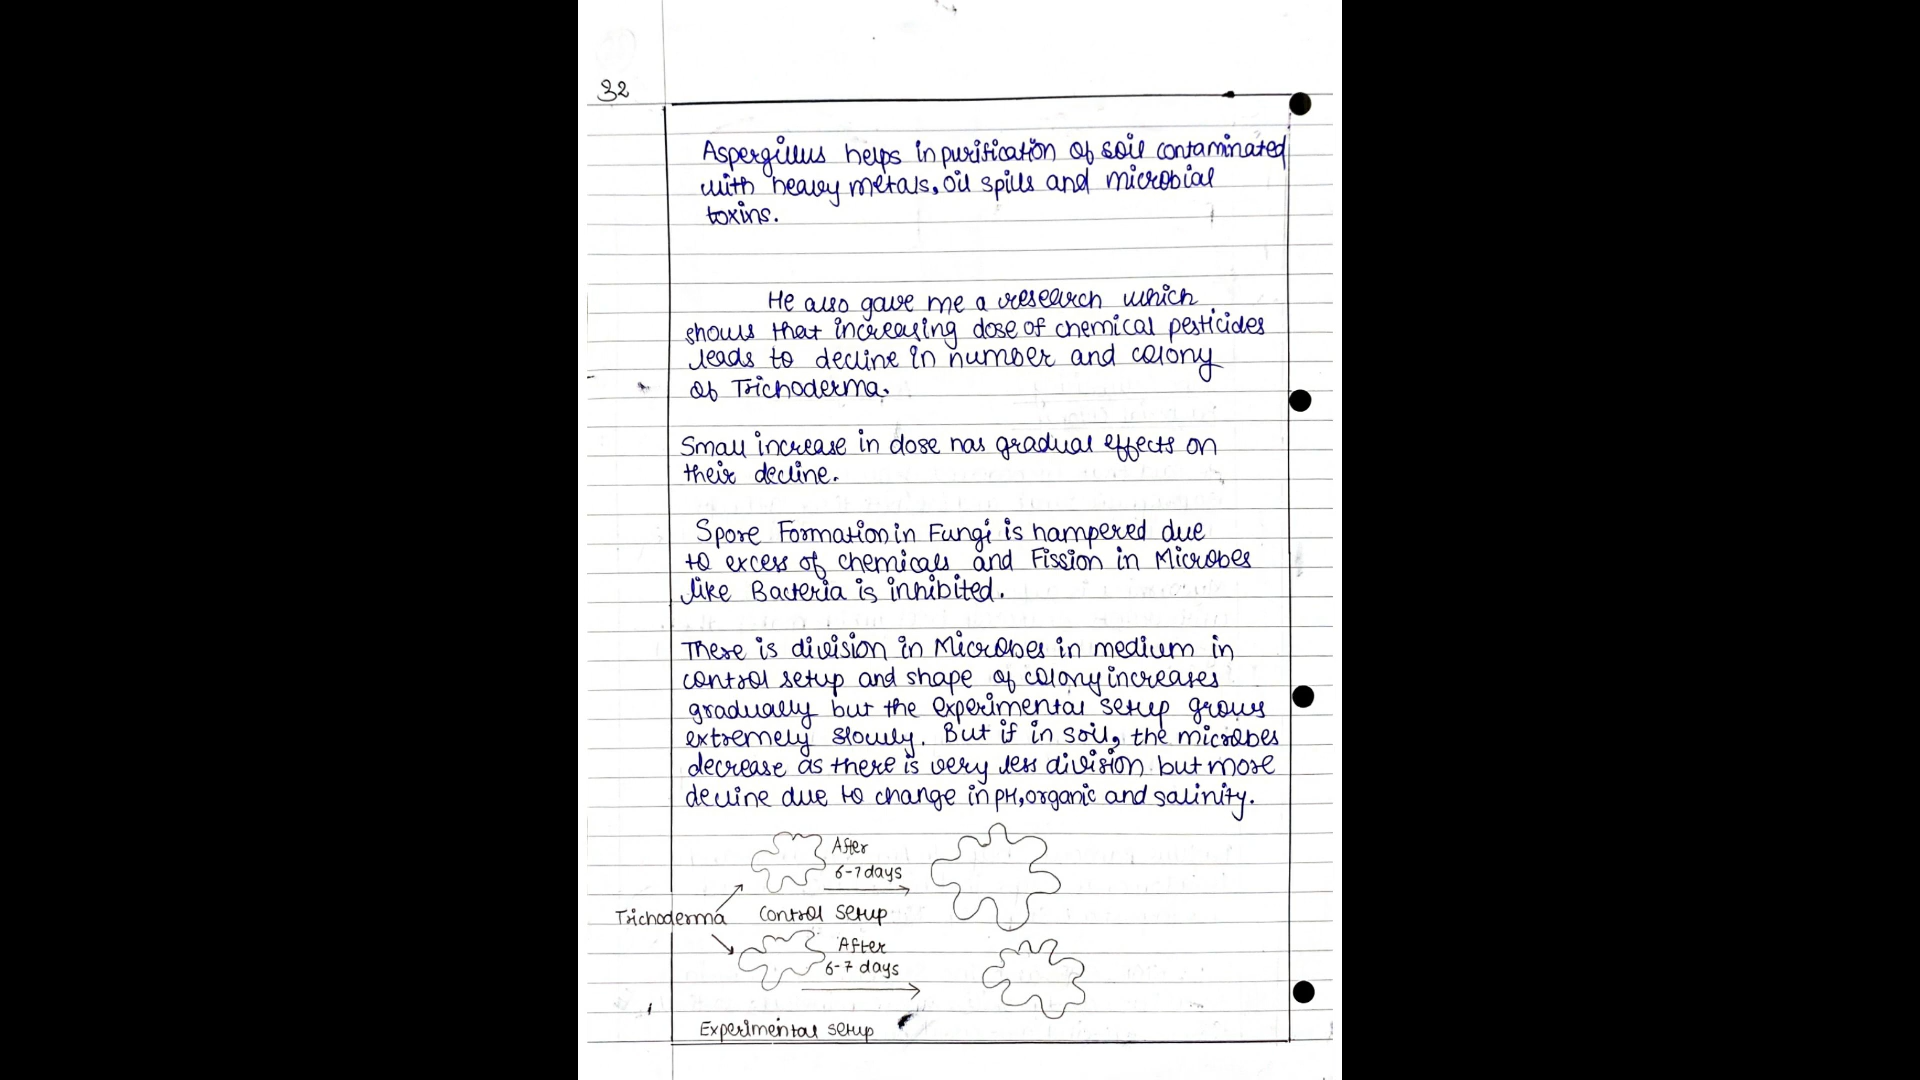 32
Aspergillus helps in purification of soil contaminated
with heavy metals, oil spills and microbial
toxins.
He also gave me a research which
shows that increasing dose of chemical pesticides
leads to decline in number and colony
of Trichoderma.
Small increase in dose has gradual effects on
their decline.
Spore Formation in Fungi is hampered due
to excess of chemicals and Fission in Microbes
like Bacteria is inhibited.
There is division in Microbes in medium in
control setup and shape of colony increases
gradually but the experimental setup grows
extremely slowly. But if in soil, the microbes
decrease as there is very less division but more
decline due to change in pH, organic and salinity.
After
6-7 days
Trichoderma
Control Setup
After
6-7 days
Experimental setup